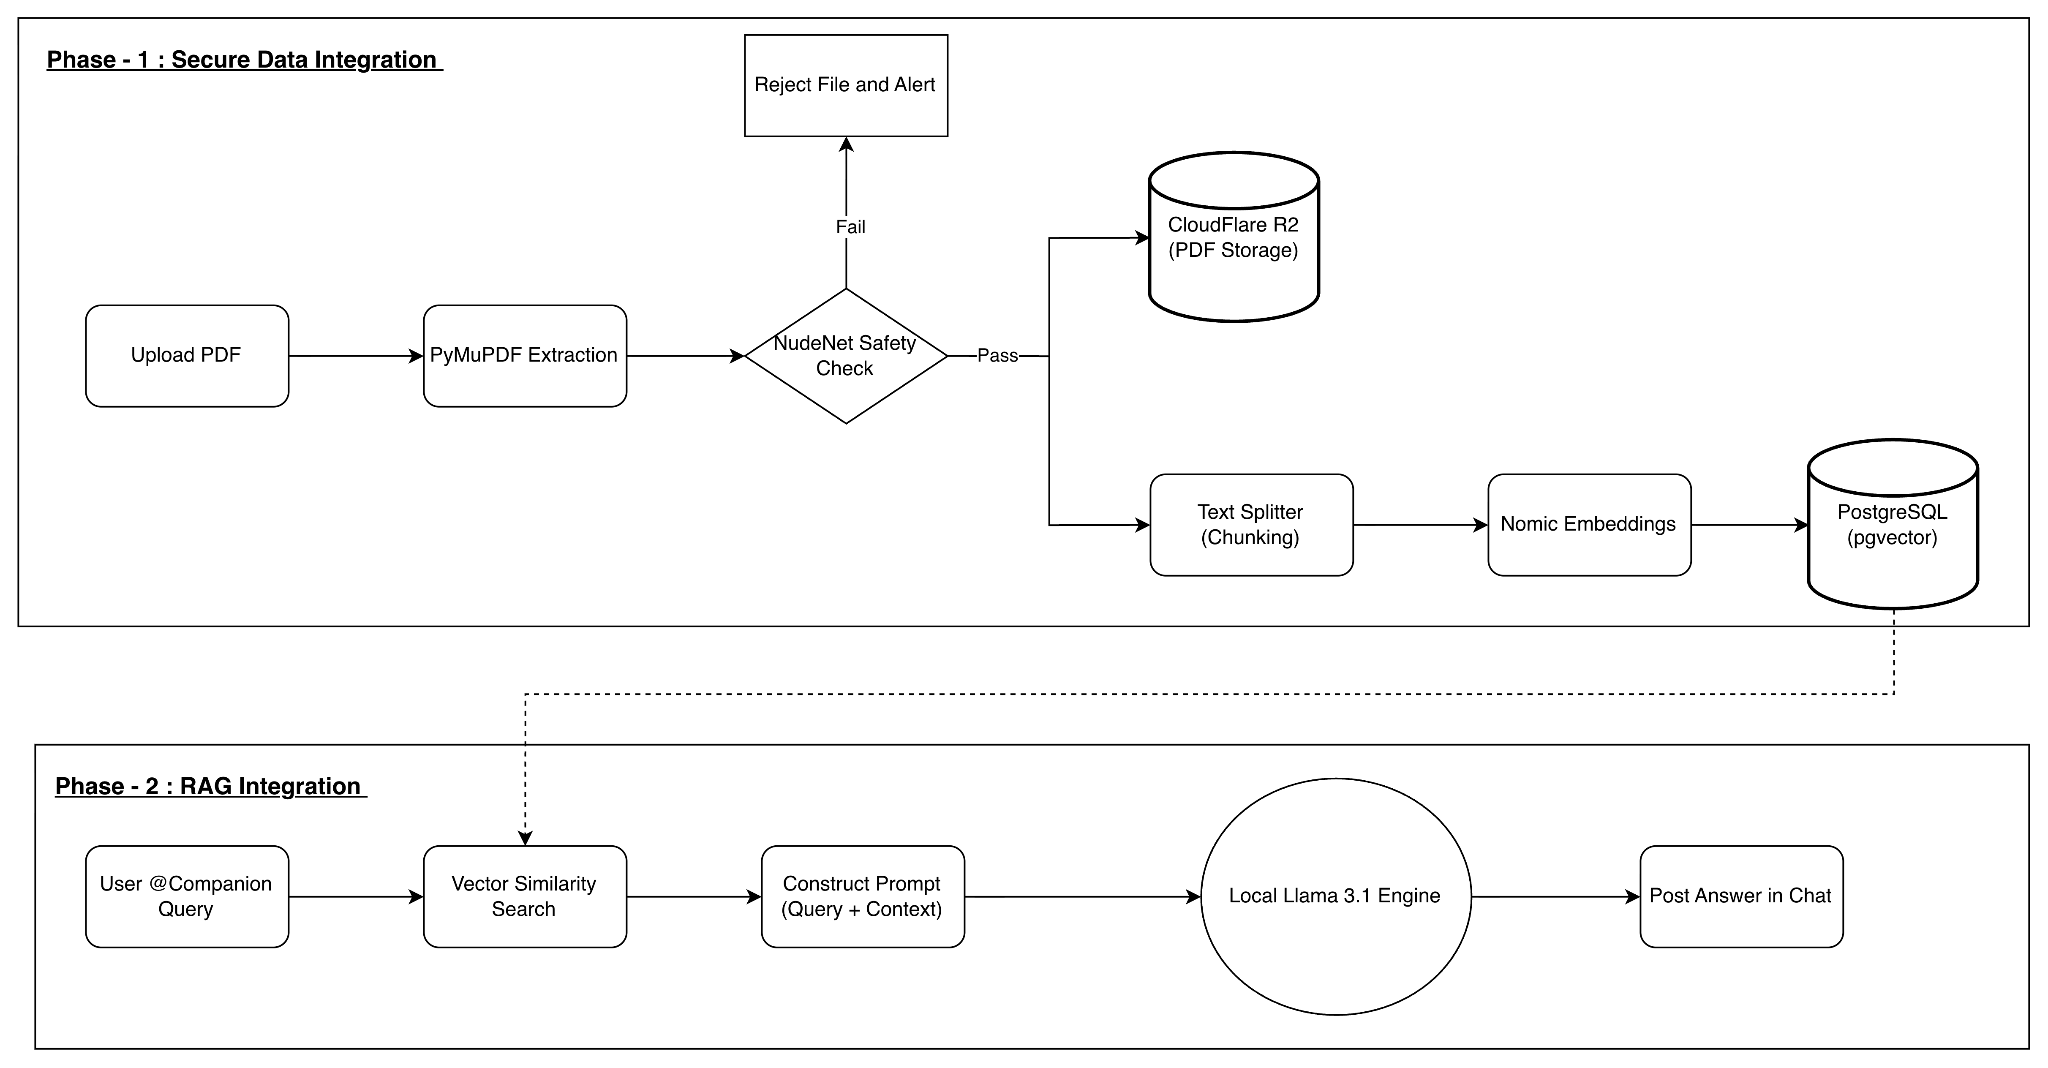 Phase - 1 : Secure Data Integration
Reject File and Alert
Fail
CloudFlare R2
(PDF Storage)
Upload PDF
PyMuPDF Extraction
NudeNet Safety
Check
Pass
Text Splitter
(Chunking)
Nomic Embeddings
PostgreSQL
(pgvector)
Phase - 2 : RAG Integration
User @Companion
Query
Vector Similarity
Search
Construct Prompt
(Query + Context)
Local Llama 3.1 Engine
Post Answer in Chat